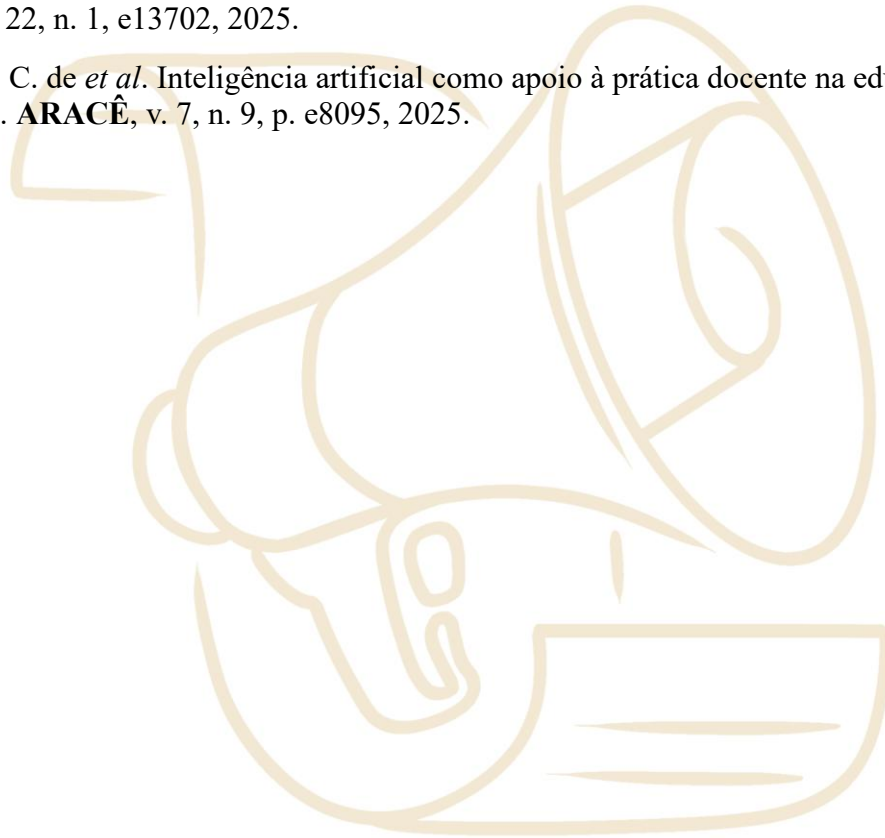 22, n. 1, e13702, 2025.
C. de et al. Inteligência artificial como apoio à prática docente na ed
. ARACÊ, v. 7, n. 9, p. e8095, 2025.